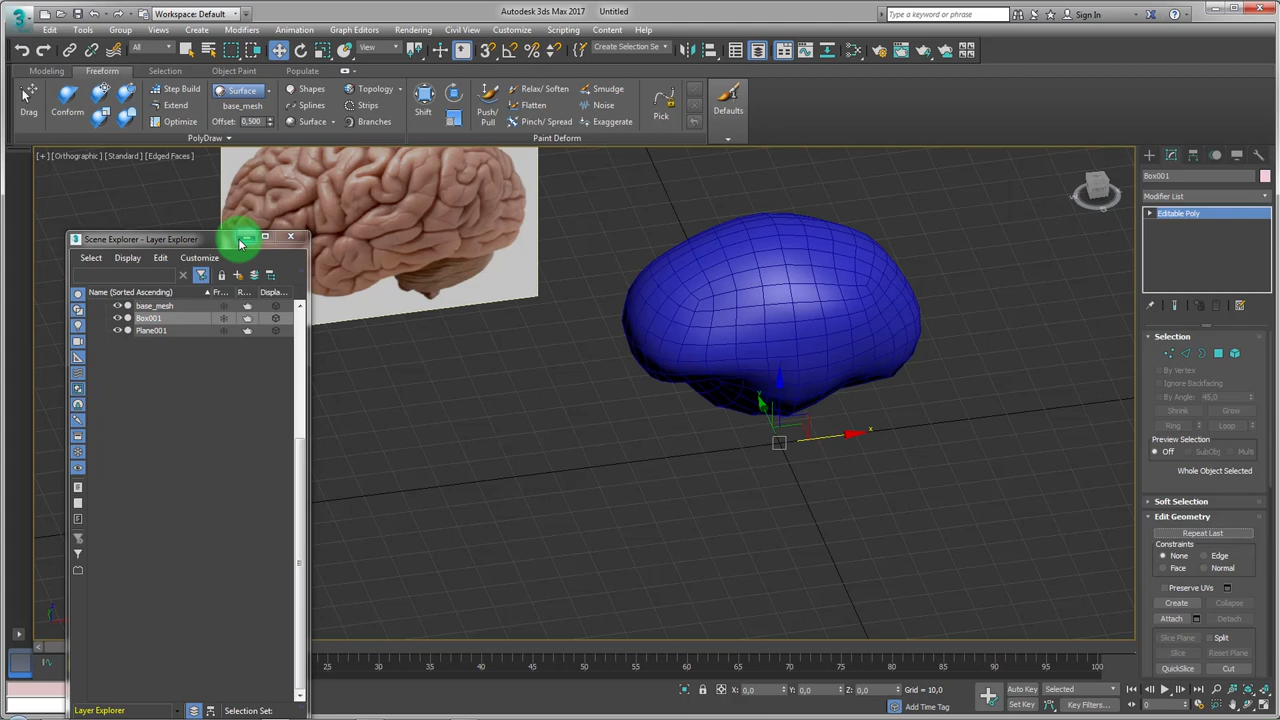 Workspace: Default
Autodesk 3ds Max 2017 Untitled
Type a keyword or phrase
Sign In
Edit Tools Group Views Create Modifiers Animation Graph Editors Rendering Civil View Customize Scripting Content Help
All
View
Create Selection Se
Modeling Freeform Selection Object Paint Populate
Drag
Conform
Step Build
Extend
Optimize
Surface
base_mesh
Offset: 0,500
Shapes
Splines
Surface
Topology
Strips
Branches
Shift
Push/
Pull
Relax/ Soften
Flatten
Pinch/ Spread
Smudge
Noise
Exaggerate
Pick
Defaults
PolyDraw
Paint Deform
[+] [Orthographic] [Standard] [Edged Faces]
Scene Explorer - Layer Explorer
Select Display Edit Customize
Name (Sorted Ascending) Fr... R... Displa...
base_mesh
Box001
Plane001
Layer Explorer
Selection Set:
x
Box001
Modifier List
Editable Poly
Selection
By Vertex
Ignore Backfacing
By Angle: 45,0
Shrink Grow
Ring Loop
Preview Selection
Off SubObj Multi
Whole Object Selected
Soft Selection
Edit Geometry
Repeat Last
Constraints
None Edge
Face Normal
Preserve UVs
Create Collapse
Attach Detach
Slice Plane Split
Slice Reset Plane
QuickSlice Cut
25 30 35 40 45 50 55 60 65 70 75 80 85 90 95 100
X: 0,0 Y: 0,0 Z: 0,0 Grid = 10,0
Add Time Tag
Auto Key Selected
Set Key Key Filters...
0